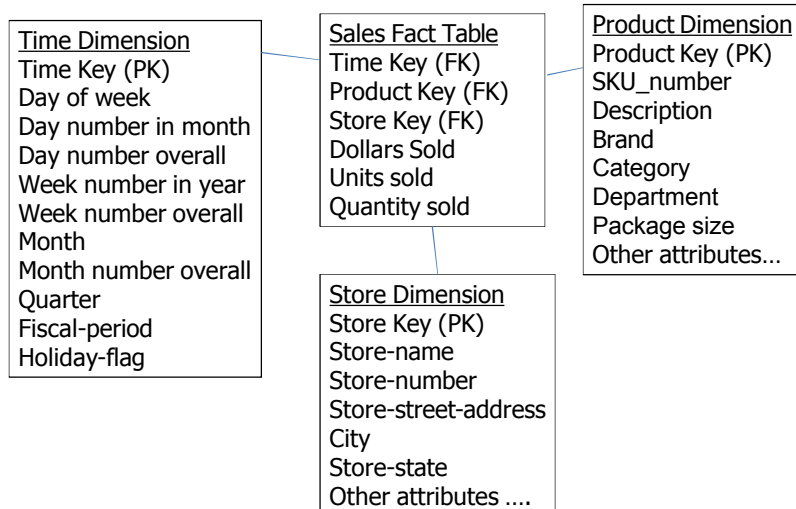 Time Dimension
Time Key (PK)
Day of week
Day number in month
Day number overall
Week number in year
Week number overall
Month
Month number overall
Quarter
Fiscal-period
Holiday-flag
Sales Fact Table
Time Key (FK)
Product Key (FK)
Store Key (FK)
Dollars Sold
Units sold
Quantity sold
Product Dimension
Product Key (PK)
SKU_number
Description
Brand
Category
Department
Package size
Other attributes…
Store Dimension
Store Key (PK)
Store-name
Store-number
Store-street-address
City
Store-state
Other attributes ….